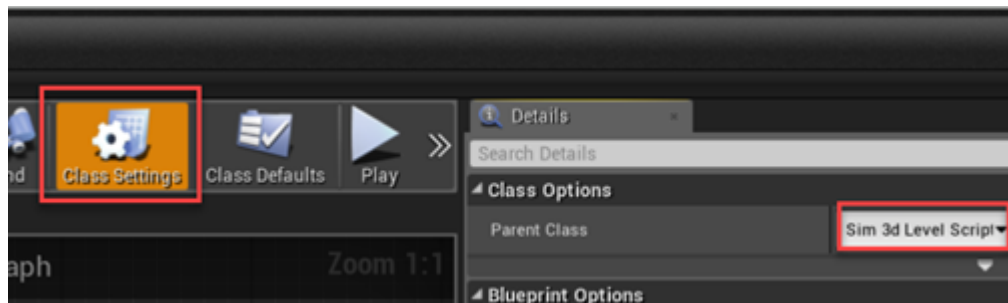 Details
Search Details
nd
Class Settings
Class Defaults
Play
Class Options
Parent Class
Sim 3d Level Script
aph
Zoom 1:1
Blueprint Options